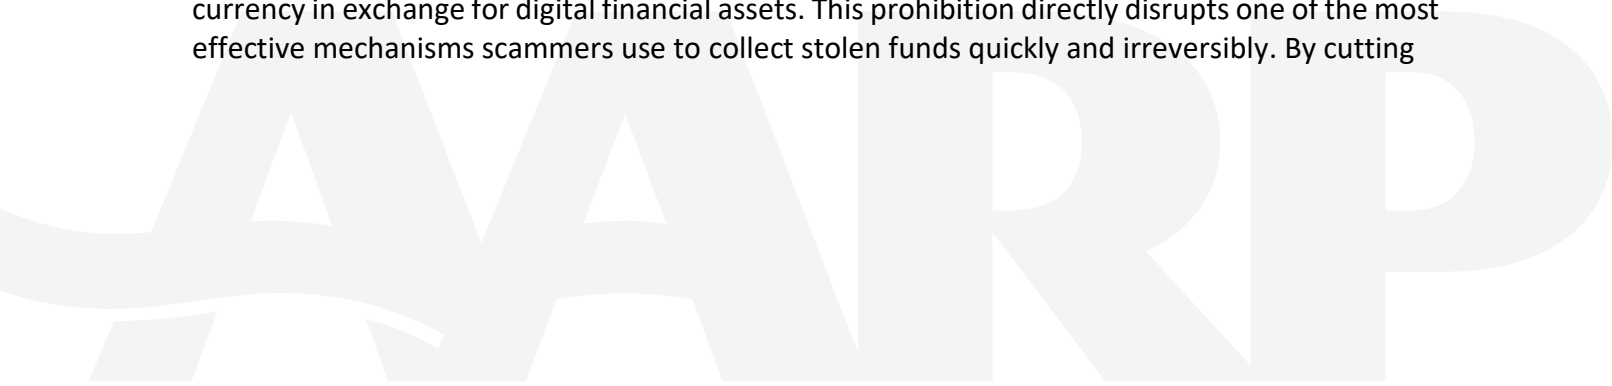 currency in exchange for digital financial assets. This prohibition directly disrupts one of the most
effective mechanisms scammers use to collect stolen funds quickly and irreversibly. By cutting
AARP